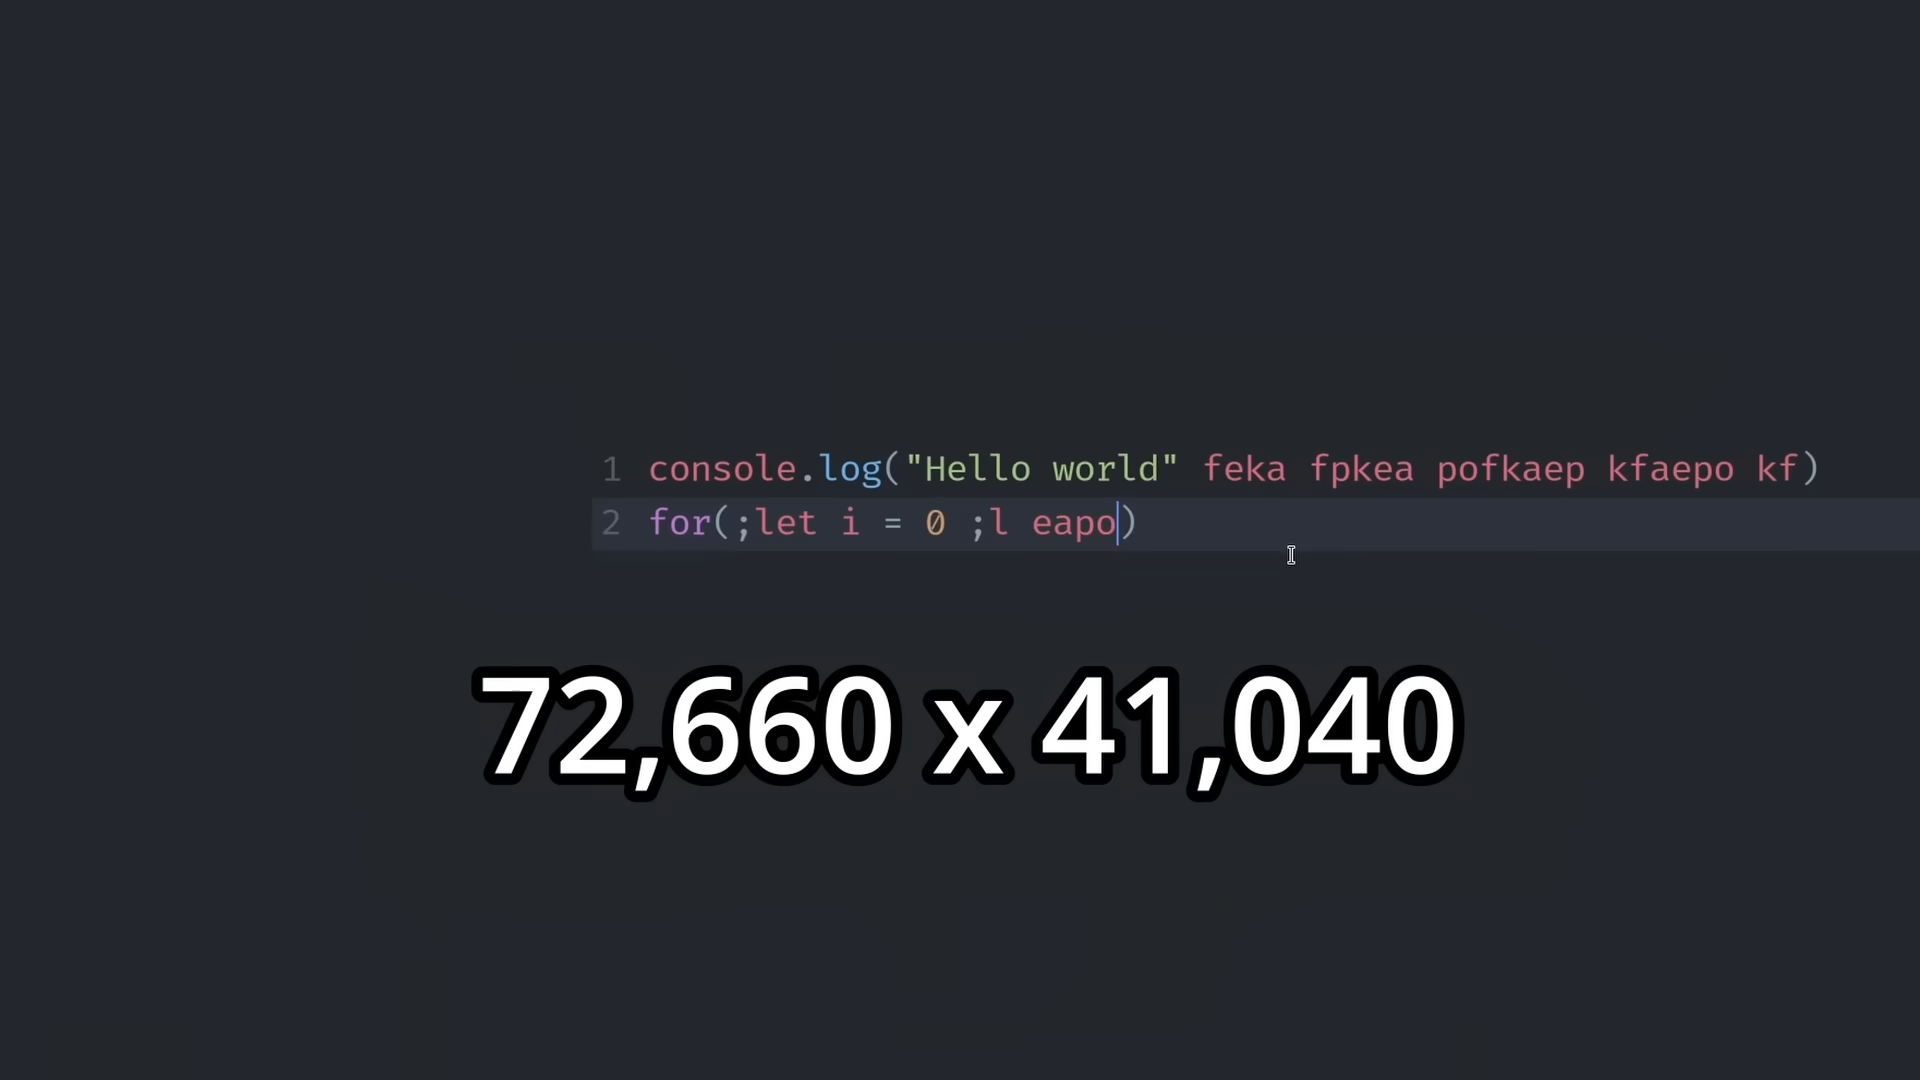 1 console.log("Hello world" feka fpkea pofkaep kfaepo kf)
2 for(;let i = 0 ;l eapo)
72,660 x 41,040